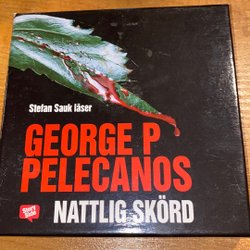 Stefan Sauk läser
GEORGE P
PELECANOS
NATTLIG SKÖRD